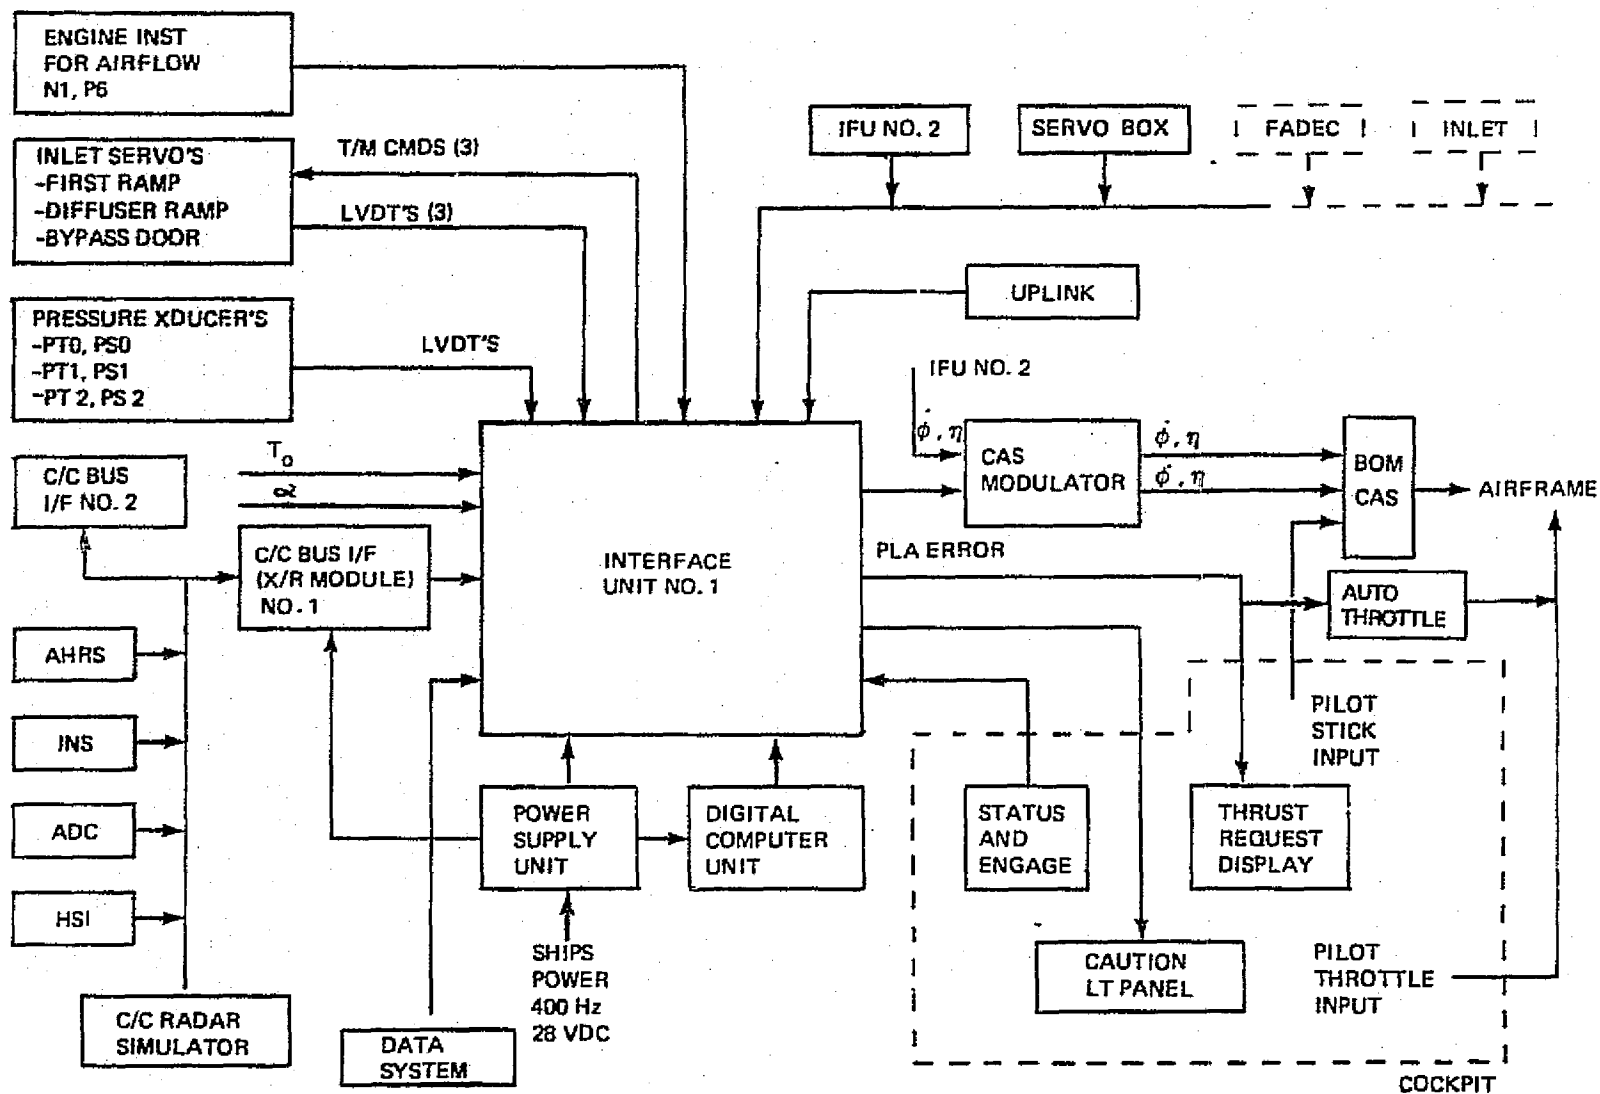 ENGINE INST
FOR AIRFLOW
N1, P6
INLET SERVO'S
-FIRST RAMP
-DIFFUSER RAMP
-BYPASS DOOR
T/M CMDS (3)
LVDT'S (3)
PRESSURE XDUCER'S
-PT0, PS0
-PT1, PS1
-PT 2, PS 2
LVDT'S
IFU NO. 2
SERVO BOX
FADEC
INLET
UPLINK
IFU NO. 2
φ̇, η
CAS
MODULATOR
φ̇, η
φ̇, η
BOM
CAS
AIRFRAME
T₀
α
C/C BUS
I/F NO. 2
C/C BUS I/F
(X/R MODULE)
NO. 1
INTERFACE
UNIT NO. 1
PLA ERROR
AUTO
THROTTLE
AHRS
INS
ADC
HSI
C/C RADAR
SIMULATOR
DATA
SYSTEM
POWER
SUPPLY
UNIT
SHIPS
POWER
400 Hz
28 VDC
DIGITAL
COMPUTER
UNIT
STATUS
AND
ENGAGE
THRUST
REQUEST
DISPLAY
PILOT
STICK
INPUT
CAUTION
LT PANEL
PILOT
THROTTLE
INPUT
COCKPIT